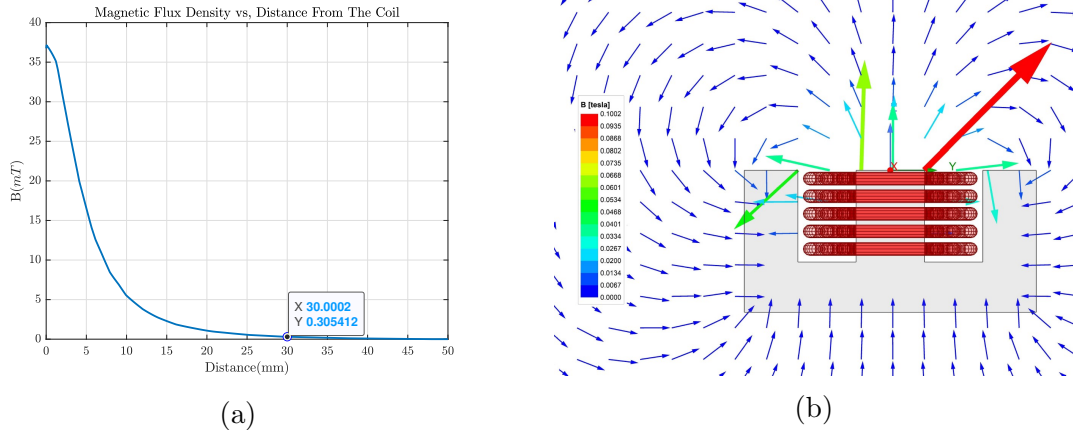 Magnetic Flux Density vs, Distance From The Coil
40
35
30
25
20
15
10
5
0
B(mT)
X 30.0002
Y 0.305412
0 5 10 15 20 25 30 35 40 45 50
Distance(mm)
(a)
B [tesla]
0.1002
0.0935
0.0868
0.0802
0.0735
0.0668
0.0601
0.0534
0.0468
0.0401
0.0334
0.0267
0.0200
0.0134
0.0067
0.0000
X
Y
(b)